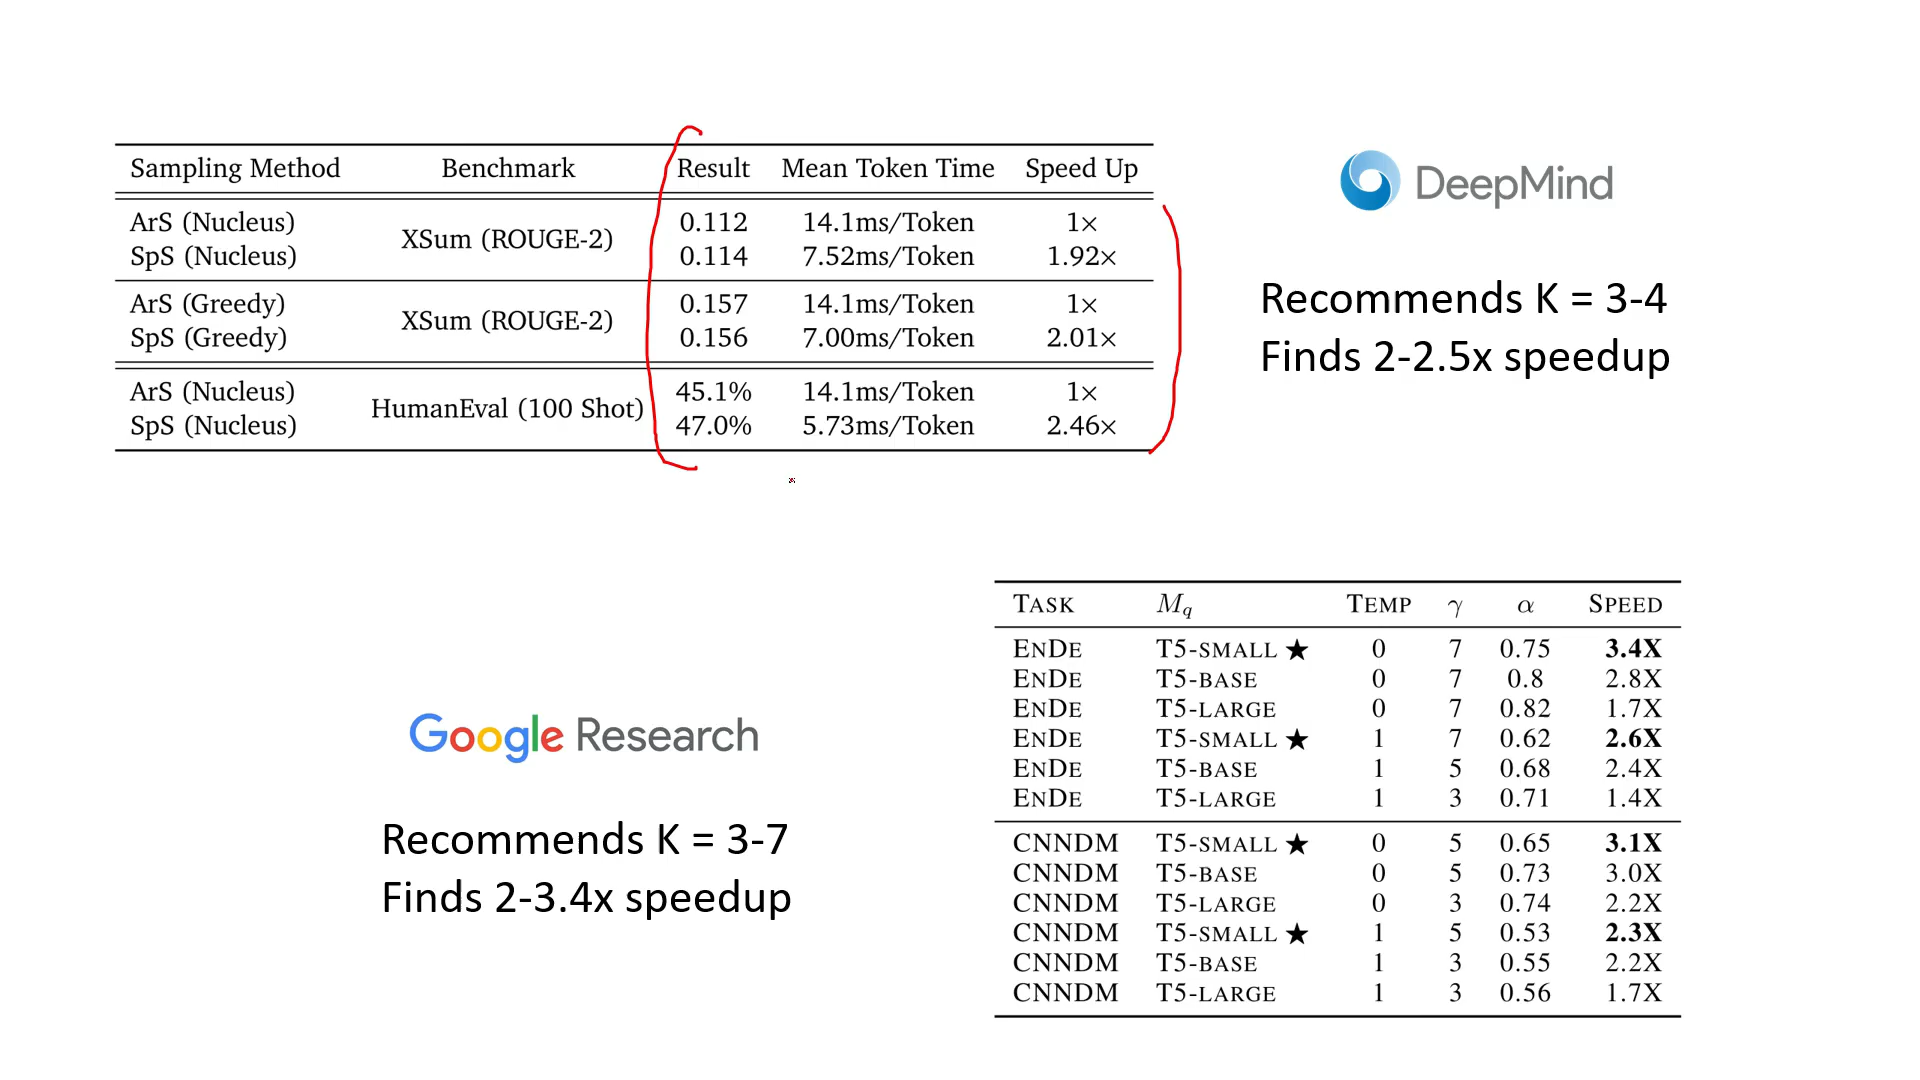 Sampling Method Benchmark Result Mean Token Time Speed Up
ArS (Nucleus) XSum (ROUGE-2) 0.112 14.1ms/Token 1×
SpS (Nucleus) 0.114 7.52ms/Token 1.92×
ArS (Greedy) XSum (ROUGE-2) 0.157 14.1ms/Token 1×
SpS (Greedy) 0.156 7.00ms/Token 2.01×
ArS (Nucleus) HumanEval (100 Shot) 45.1% 14.1ms/Token 1×
SpS (Nucleus) 47.0% 5.73ms/Token 2.46×
DeepMind
Recommends K = 3-4
Finds 2-2.5x speedup
Google Research
Recommends K = 3-7
Finds 2-3.4x speedup
TASK M_q TEMP γ α SPEED
ENDE T5-SMALL ★ 0 7 0.75 3.4X
ENDE T5-BASE 0 7 0.8 2.8X
ENDE T5-LARGE 0 7 0.82 1.7X
ENDE T5-SMALL ★ 1 7 0.62 2.6X
ENDE T5-BASE 1 5 0.68 2.4X
ENDE T5-LARGE 1 3 0.71 1.4X
CNNDM T5-SMALL ★ 0 5 0.65 3.1X
CNNDM T5-BASE 0 5 0.73 3.0X
CNNDM T5-LARGE 0 3 0.74 2.2X
CNNDM T5-SMALL ★ 1 5 0.53 2.3X
CNNDM T5-BASE 1 3 0.55 2.2X
CNNDM T5-LARGE 1 3 0.56 1.7X